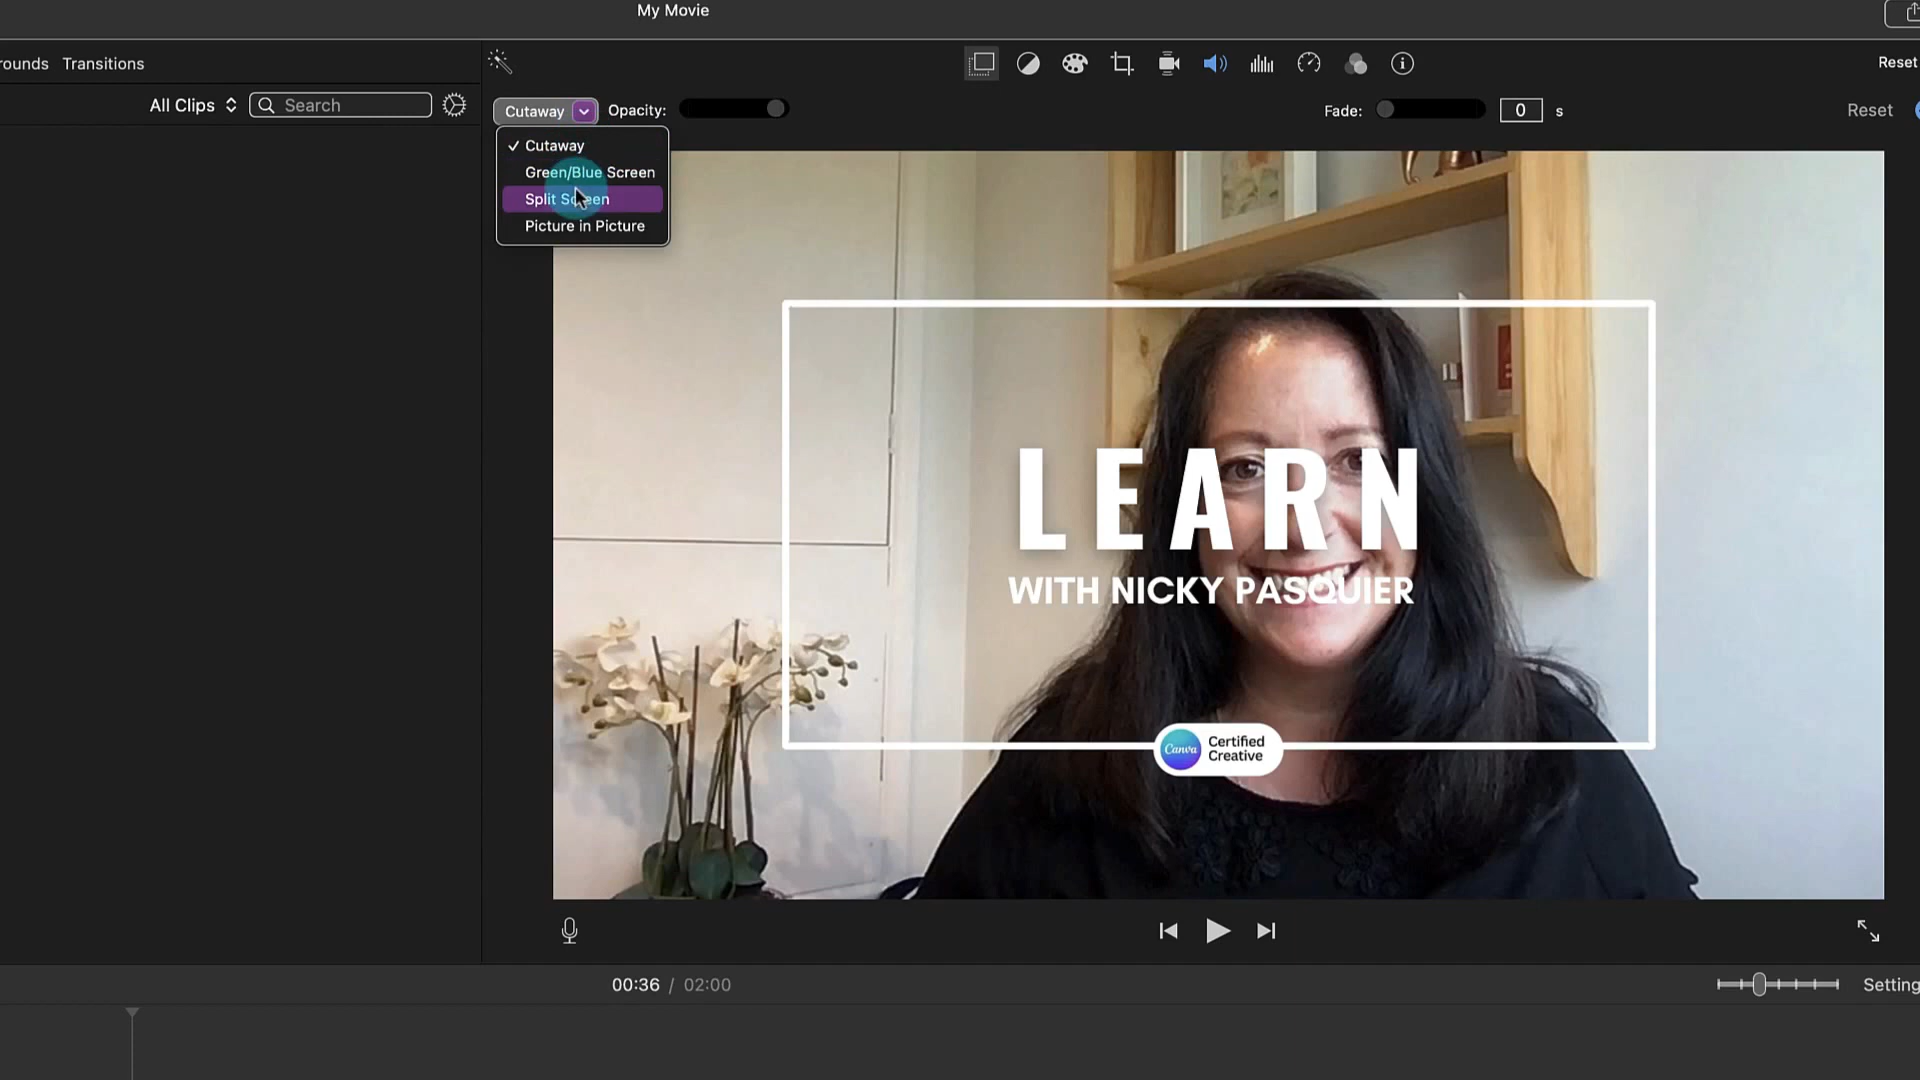 My Movie
ounds Transitions
Reset
All Clips Search
Cutaway Opacity: Fade: 0 s Reset
Cutaway
Green/Blue Screen
Split Screen
Picture in Picture
LEARN
WITH NICKY PASQUIER
Canva Certified
Creative
00:36 / 02:00
Setting